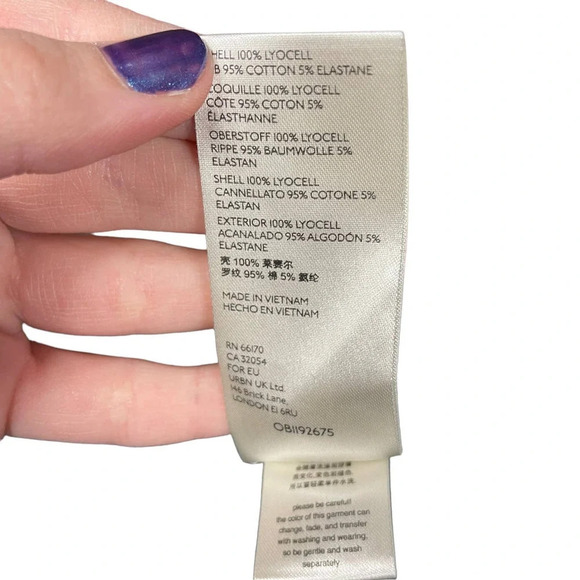 HELL 100% LYOCELL
B 95% COTTON 5% ELASTANE
COQUILLE 100% LYOCELL
CÔTE 95% COTON 5%
ÉLASTHANNE
OBERSTOFF 100% LYOCELL
RIPPE 95% BAUMWOLLE 5%
ELASTAN
SHELL 100% LYOCELL
CANNELLATO 95% COTONE 5%
ELASTAN
EXTERIOR 100% LYOCELL
ACANALADO 95% ALGODÓN 5%
ELASTANE
壳 100% 莱赛尔
罗纹 95% 棉 5% 氨纶
MADE IN VIETNAM
HECHO EN VIETNAM
RN 66170
CA 32054
FOR EU
URBN UK Ltd.
146 Brick Lane,
LONDON E1 6RU
OB1192675
please be careful!
the color of this garment can
change, fade, and transfer
with washing and wearing,
so be gentle and wash
separately